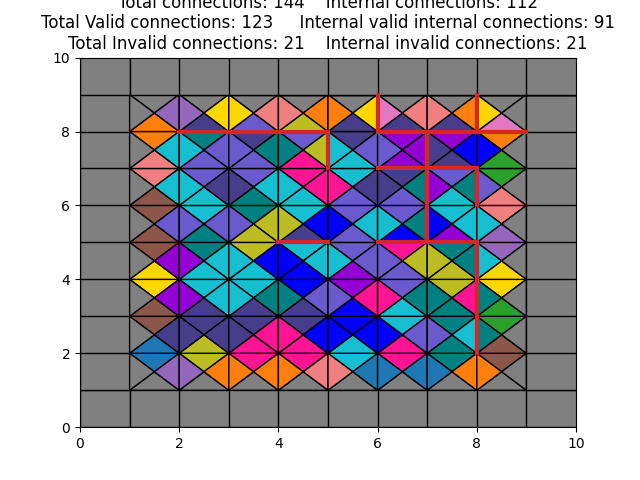 Total connections: 144    Internal connections: 112
Total Valid connections: 123    Internal valid internal connections: 91
Total Invalid connections: 21    Internal invalid connections: 21
10
8
6
4
2
0
0 2 4 6 8 10